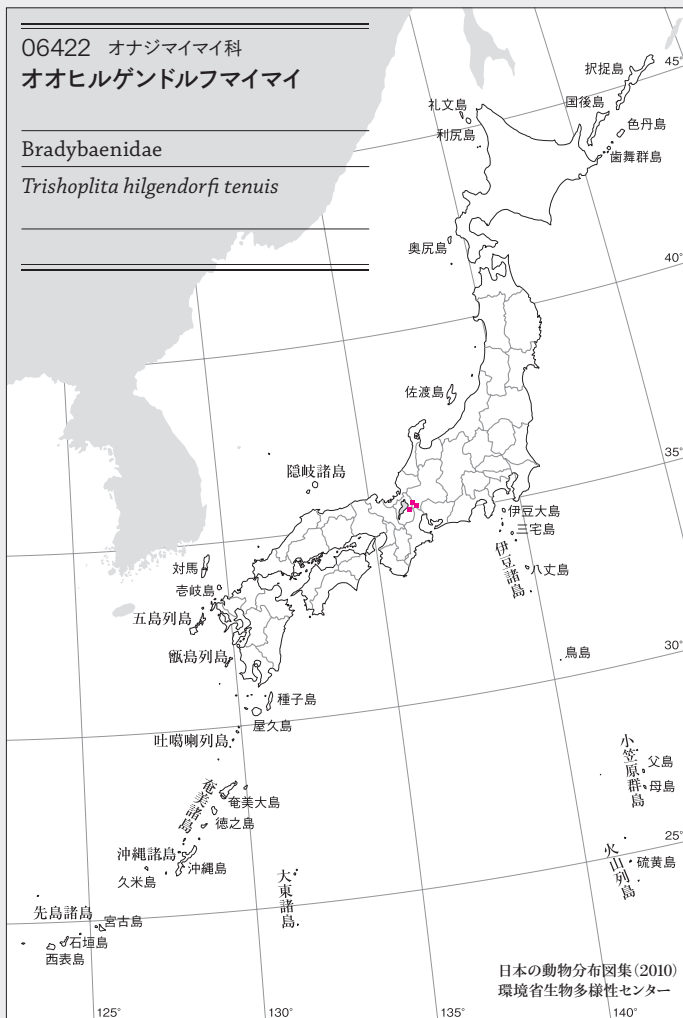 06422 オナジマイマイ科
オオヒルゲンドルフマイマイ
Bradybaenidae
Trishoplita hilgendorfi tenuis
45°
択捉島
国後島
礼文島
色丹島
利尻島
歯舞群島
奥尻島
40°
佐渡島
35°
隠岐諸島
伊豆大島
三宅島
伊豆諸島
八丈島
対馬
壱岐島
五島列島
甑島列島
鳥島
30°
種子島
屋久島
吐噶喇列島
小笠原群島
父島
母島
奄美諸島
奄美大島
徳之島
25°
沖縄諸島
沖縄島
久米島
火山列島
硫黄島
大東諸島
先島諸島
宮古島
石垣島
西表島
日本の動物分布図集(2010)
環境省生物多様性センター
125°
130°
135°
140°